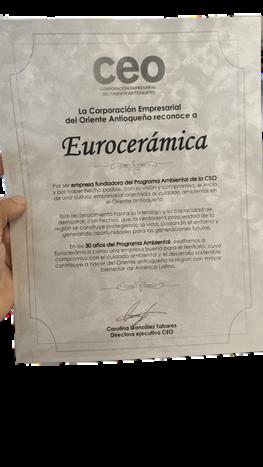 ceo
CORPORACIÓN EMPRESARIAL
DEL ORIENTE ANTIOQUEÑO
La Corporación Empresarial
del Oriente Antioqueño reconoce a
Eurocerámica
Por ser empresa fundadora del Programa Ambiental de la CEO
y por haber hecho posible, con su visión y compromiso, el inicio
de una cultura empresarial orientada al cuidado ambiental en
el Oriente antioqueño.
Este reconocimiento honra su liderazgo y su capacidad de
demostrar, con hechos, que la verdadera prosperidad de la
región se construye protegiendo la vida, cuidando el entorno y
generando oportunidades para las generaciones futuras.
En los 30 años del Programa Ambiental, exaltamos a
Eurocerámica como una empresa buena para el territorio, cuyo
compromiso con el cuidado ambiental y el desarrollo sostenible
contribuye a hacer del Oriente antioqueño la región con mayor
bienestar de América Latina.
Carolina González Tabares
Directora ejecutiva CEO